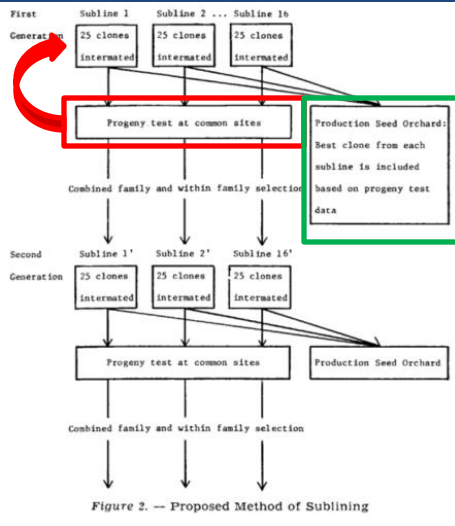 First Subline 1 Subline 2 ... Subline 16
Generation 25 clones 25 clones 25 clones
intermated intermated intermated
Progeny test at common sites
Production Seed Orchard:
Best clone from each
subline is included
based on progeny test
data
Combined family and within family selection
Second Subline 1' Subline 2' Subline 16'
Generation 25 clones 25 clones 25 clones
intermated intermated intermated
Progeny test at common sites Production Seed Orchard
Combined family and within family selection
Figure 2. — Proposed Method of Sublining